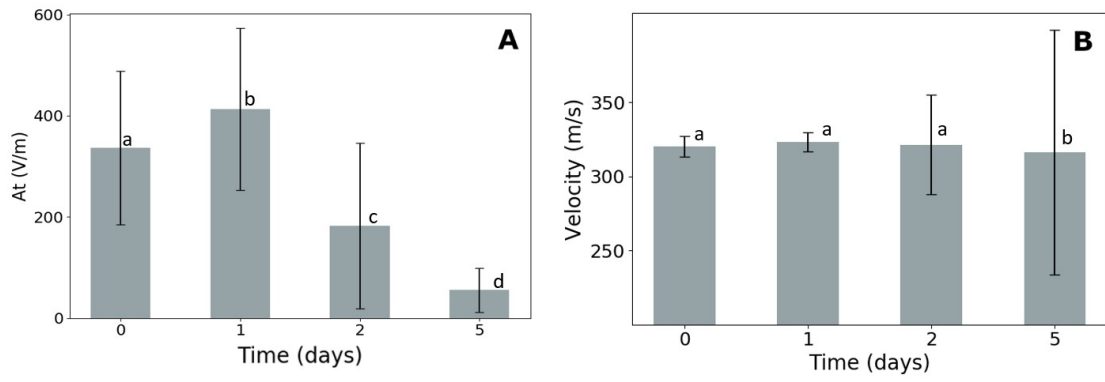 A
At (V/m)
600
400
200
0
a
b
c
d
0 1 2 5
Time (days)
B
Velocity (m/s)
350
300
250
a
a
a
b
0 1 2 5
Time (days)